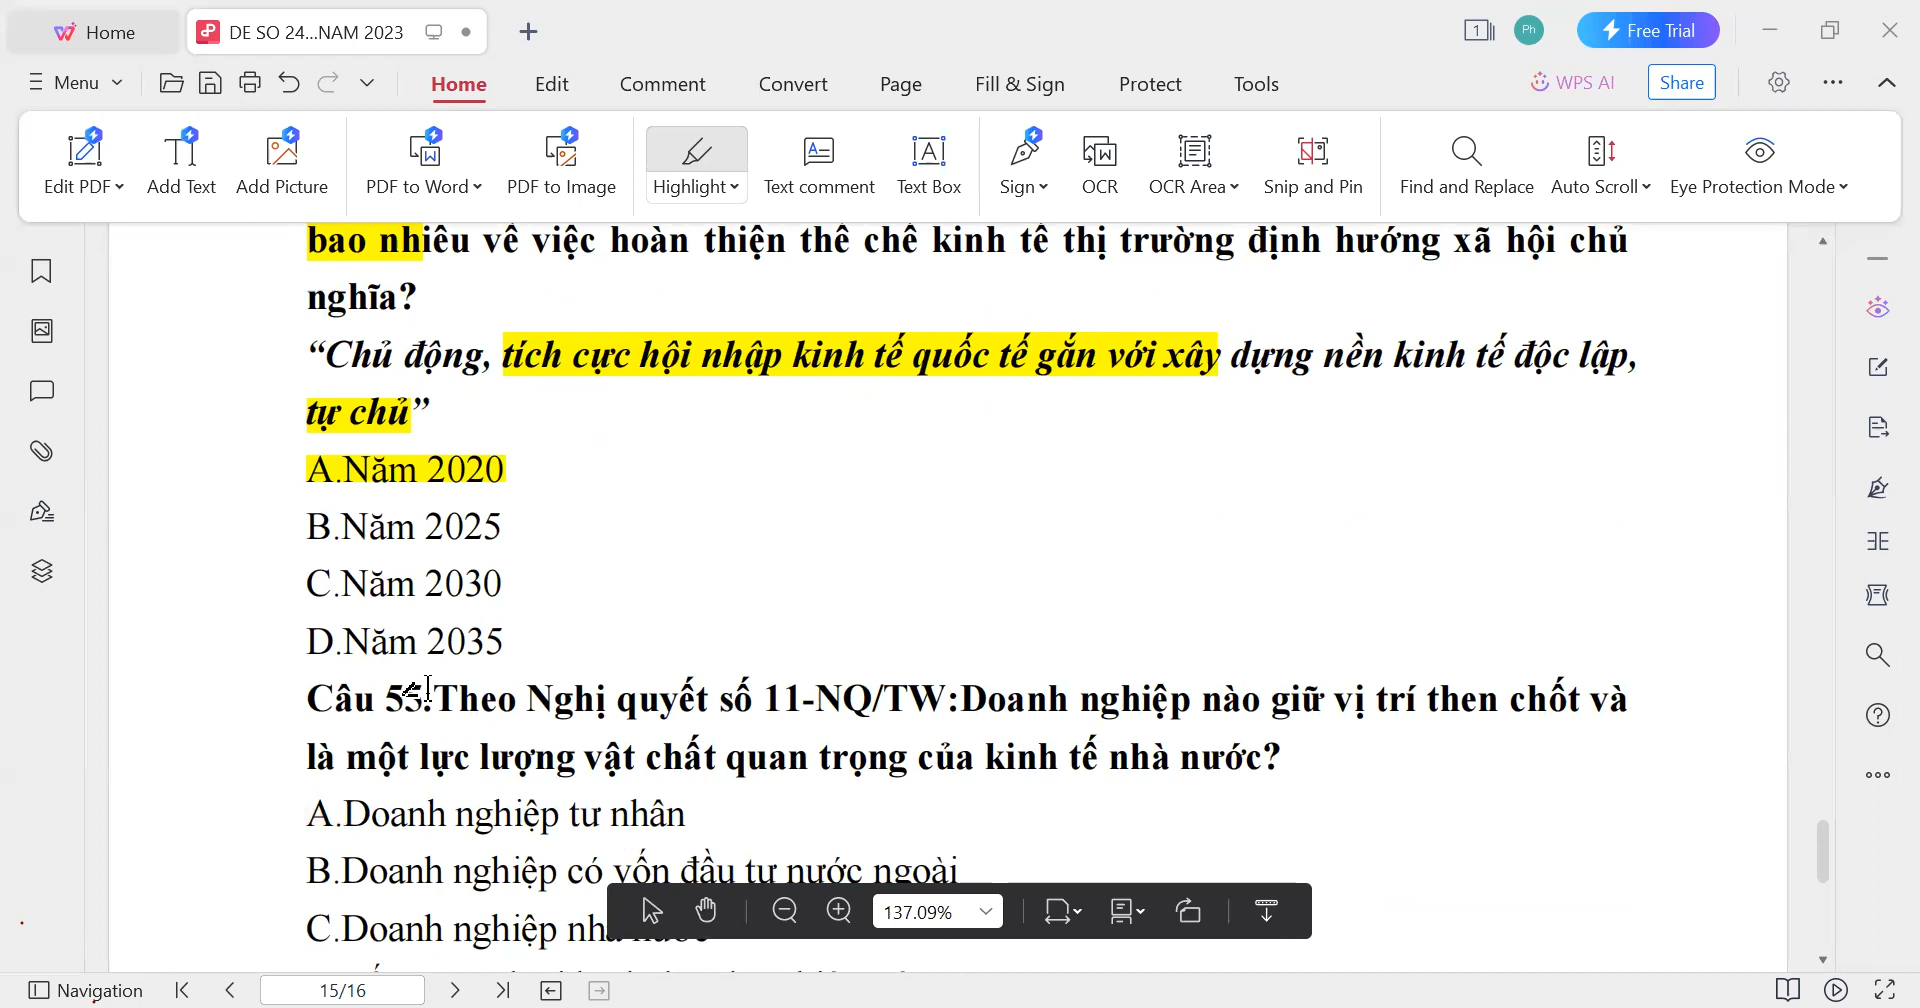 Home
DE SO 24...NAM 2023
1
Ph
Free Trial
Menu
Home
Edit
Comment
Convert
Page
Fill & Sign
Protect
Tools
WPS AI
Share
Edit PDF
Add Text
Add Picture
PDF to Word
PDF to Image
Highlight
Text comment
Text Box
Sign
OCR
OCR Area
Snip and Pin
Find and Replace
Auto Scroll
Eye Protection Mode
bao nhiêu về việc hoàn thiện thể chế kinh tế thị trường định hướng xã hội chủ
nghĩa?
“Chủ động, tích cực hội nhập kinh tế quốc tế gắn với xây dựng nền kinh tế độc lập,
tự chủ”
A.Năm 2020
B.Năm 2025
C.Năm 2030
D.Năm 2035
Câu 55:Theo Nghị quyết số 11-NQ/TW:Doanh nghiệp nào giữ vị trí then chốt và
là một lực lượng vật chất quan trọng của kinh tế nhà nước?
A.Doanh nghiệp tư nhân
B.Doanh nghiệp có vốn đầu tư nước ngoài
C.Doanh nghiệp nhà nước
137.09%
Navigation
15/16